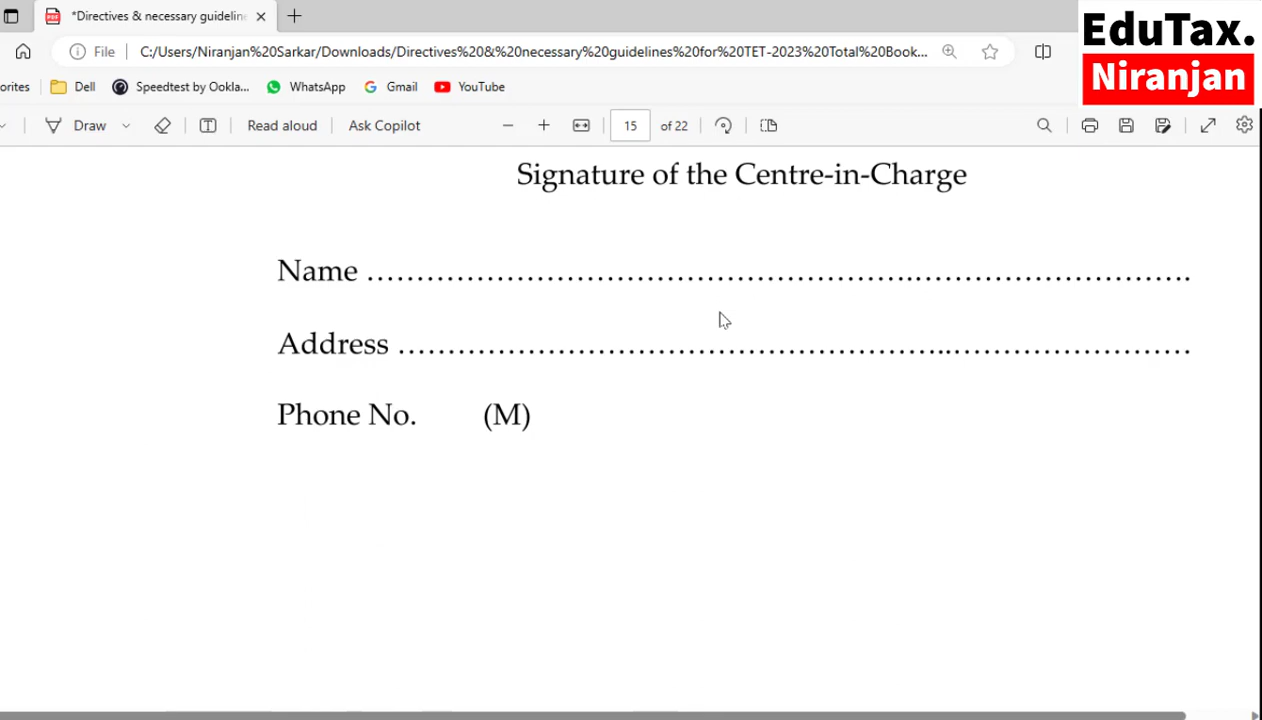 *Directives & necessary guideline
EduTax.
Niranjan
File
C:/Users/Niranjan%20Sarkar/Downloads/Directives%20&%20necessary%20guidelines%20for%20TET-2023%20Total%20Book...
orites
Dell
Speedtest by Ookla...
WhatsApp
Gmail
YouTube
Draw
Read aloud
Ask Copilot
15
of 22
Signature of the Centre-in-Charge
Name ……………………………………………….……………………….
Address ………………………………………………..……………………
Phone No. (M)